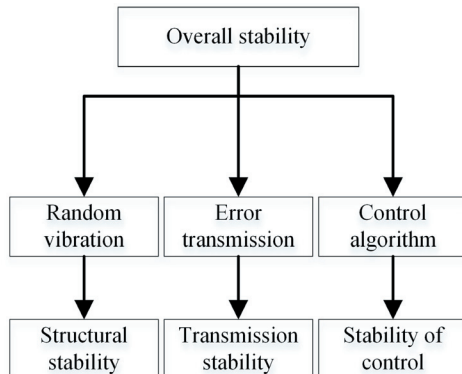 Overall stability
Random
vibration
Error
transmission
Control
algorithm
Structural
stability
Transmission
stability
Stability of
control